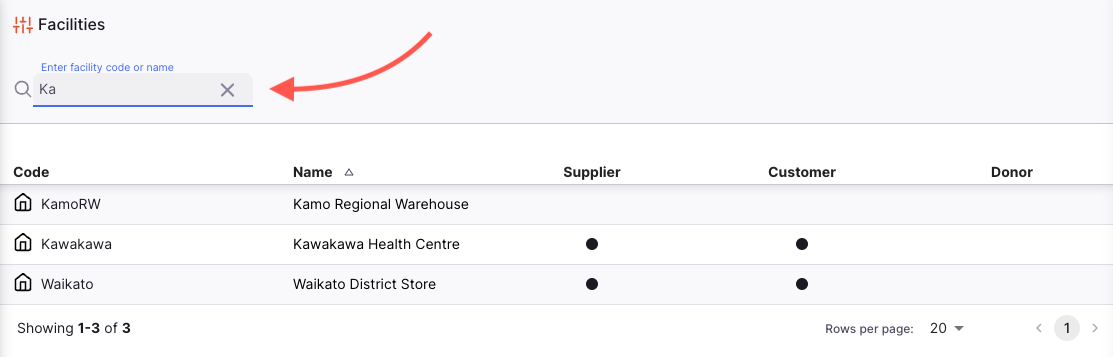 Facilities
Enter facility code or name
Ka
Code Name Supplier Customer Donor
KamoRW Kamo Regional Warehouse
Kawakawa Kawakawa Health Centre
Waikato Waikato District Store
Showing 1-3 of 3 Rows per page: 20 1